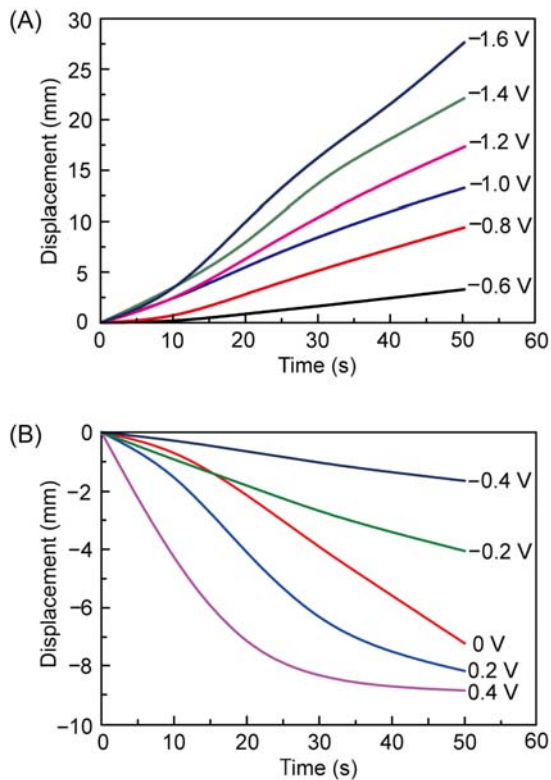 (A)
30
25
20
15
10
5
0
Displacement (mm)
−1.6 V
−1.4 V
−1.2 V
−1.0 V
−0.8 V
−0.6 V
0 10 20 30 40 50 60
Time (s)
(B)
0
−2
−4
−6
−8
−10
Displacement (mm)
−0.4 V
−0.2 V
0 V
0.2 V
0.4 V
0 10 20 30 40 50 60
Time (s)